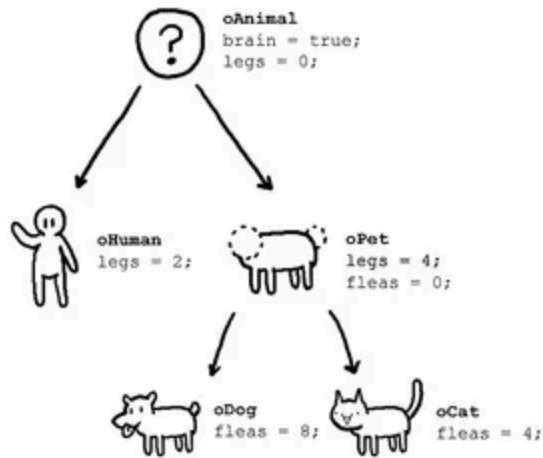 ?
oAnimal
brain = true;
legs = 0;
oHuman
legs = 2;
oPet
legs = 4;
fleas = 0;
oDog
fleas = 8;
oCat
fleas = 4;